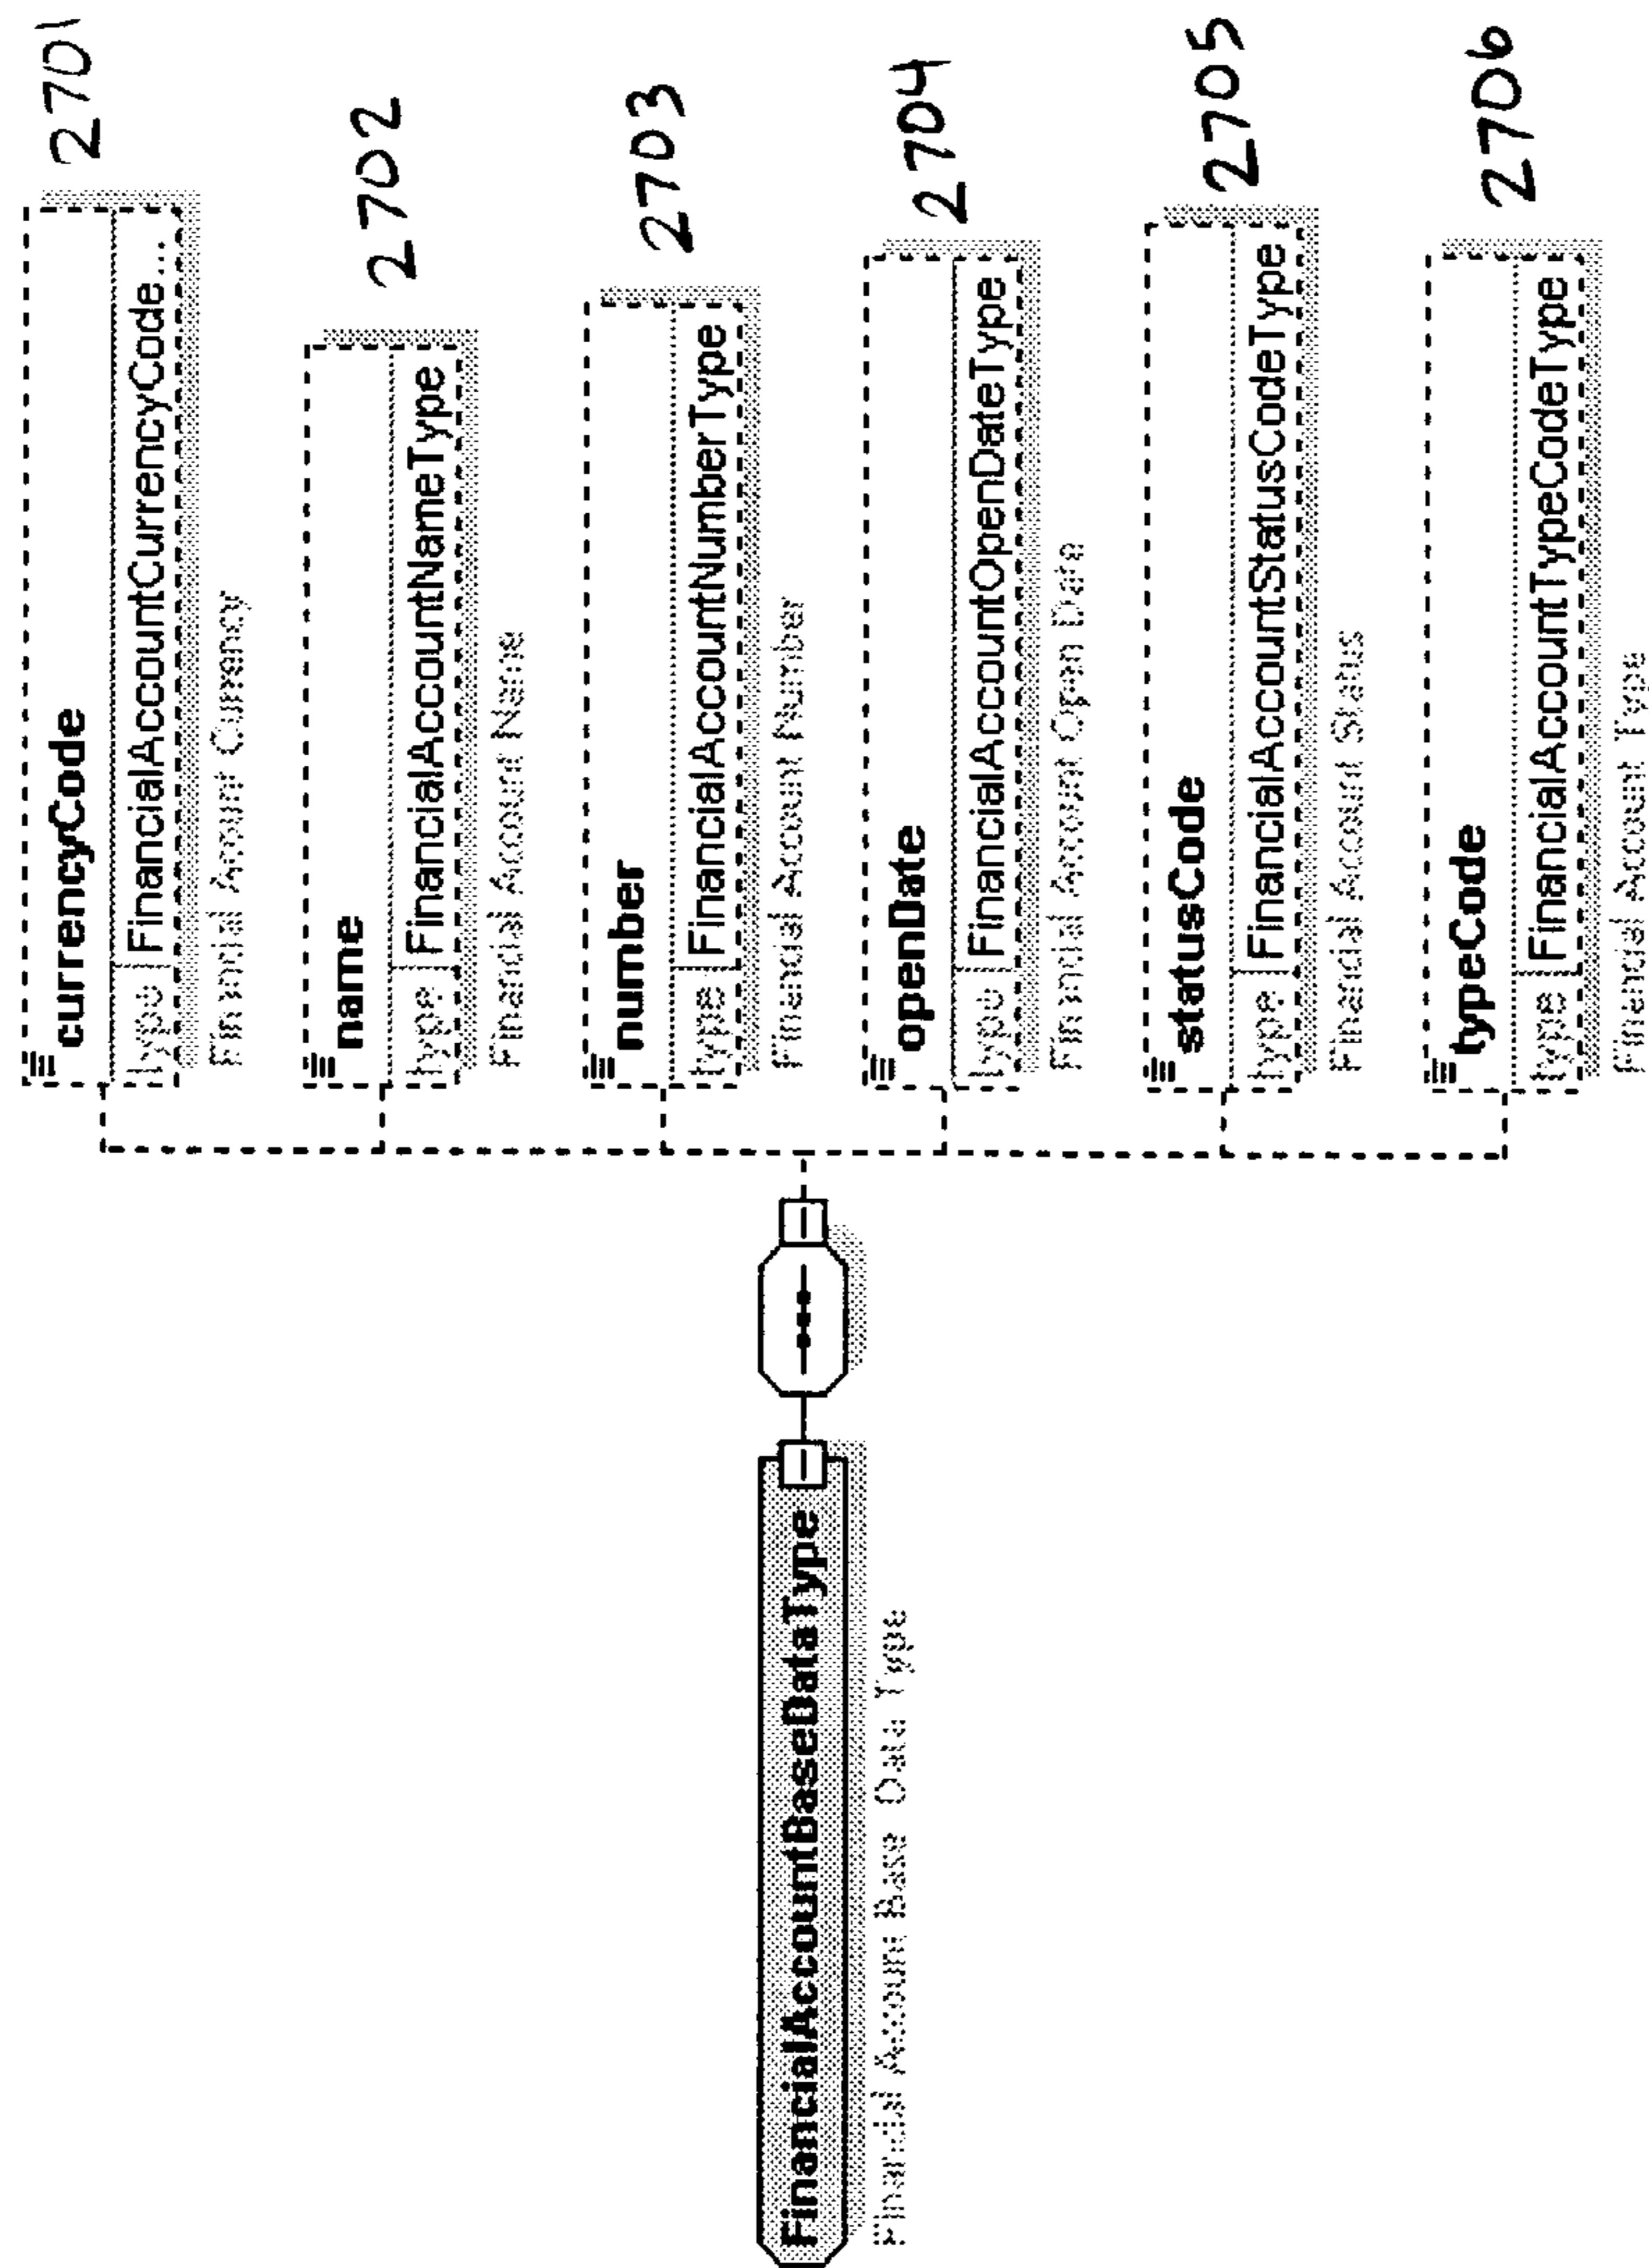 FinancialAccountBaseDataType
Financial Account Base Data Type
currencyCode
type FinancialAccountCurrencyCode...
Financial Account Currency
2701
name
type FinancialAccountNameType
Financial Account Name
2702
number
type FinancialAccountNumberType
Financial Account Number
2703
openDate
type FinancialAccountOpenDateType
Financial Account Open Date
2704
statusCode
type FinancialAccountStatusCodeType
Financial Account Status
2705
typeCode
type FinancialAccountTypeCodeType
Financial Account Type
2706